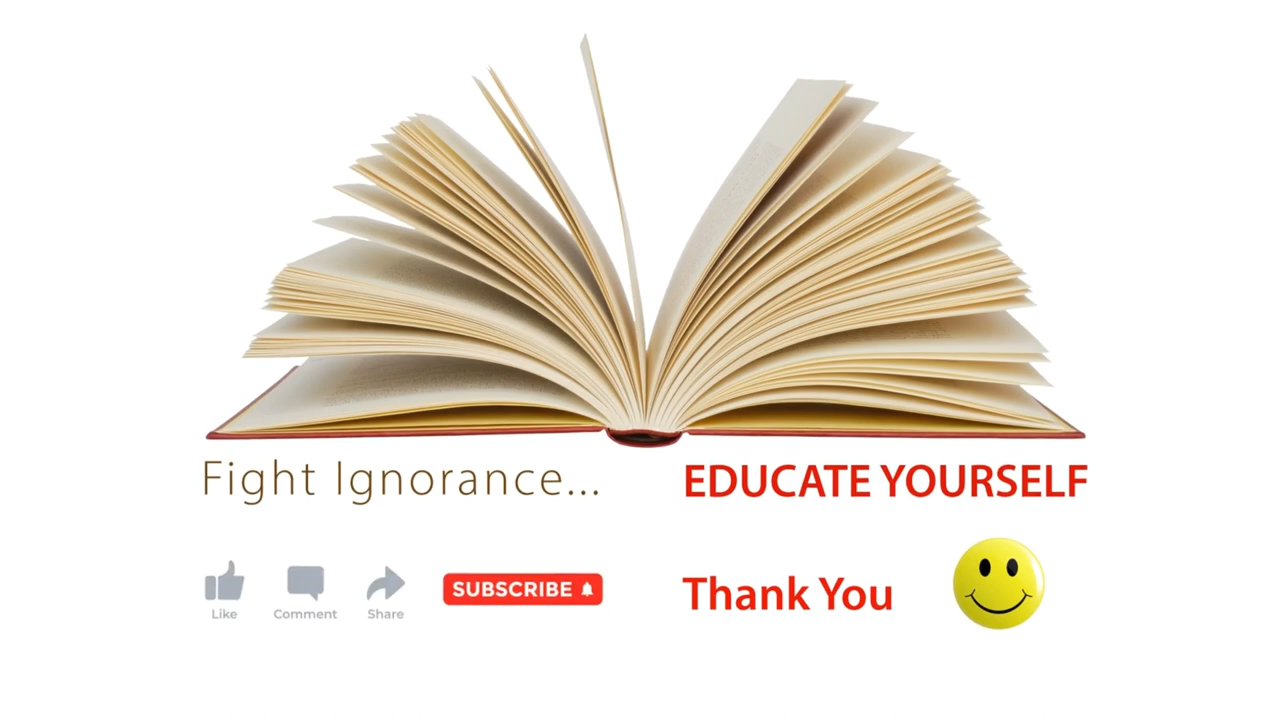 Fight Ignorance...
EDUCATE YOURSELF
Like
Comment
Share
SUBSCRIBE
Thank You